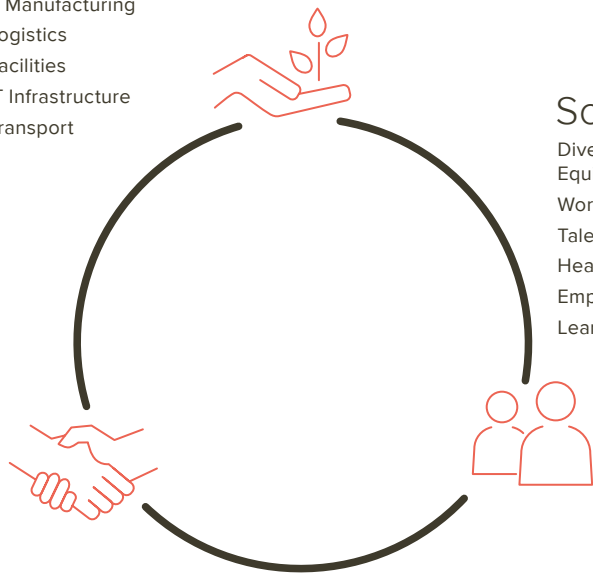 Manufacturing
ogistics
acilities
Infrastructure
ransport
So
Dive
Equ
Wor
Tale
Hea
Emp
Lear